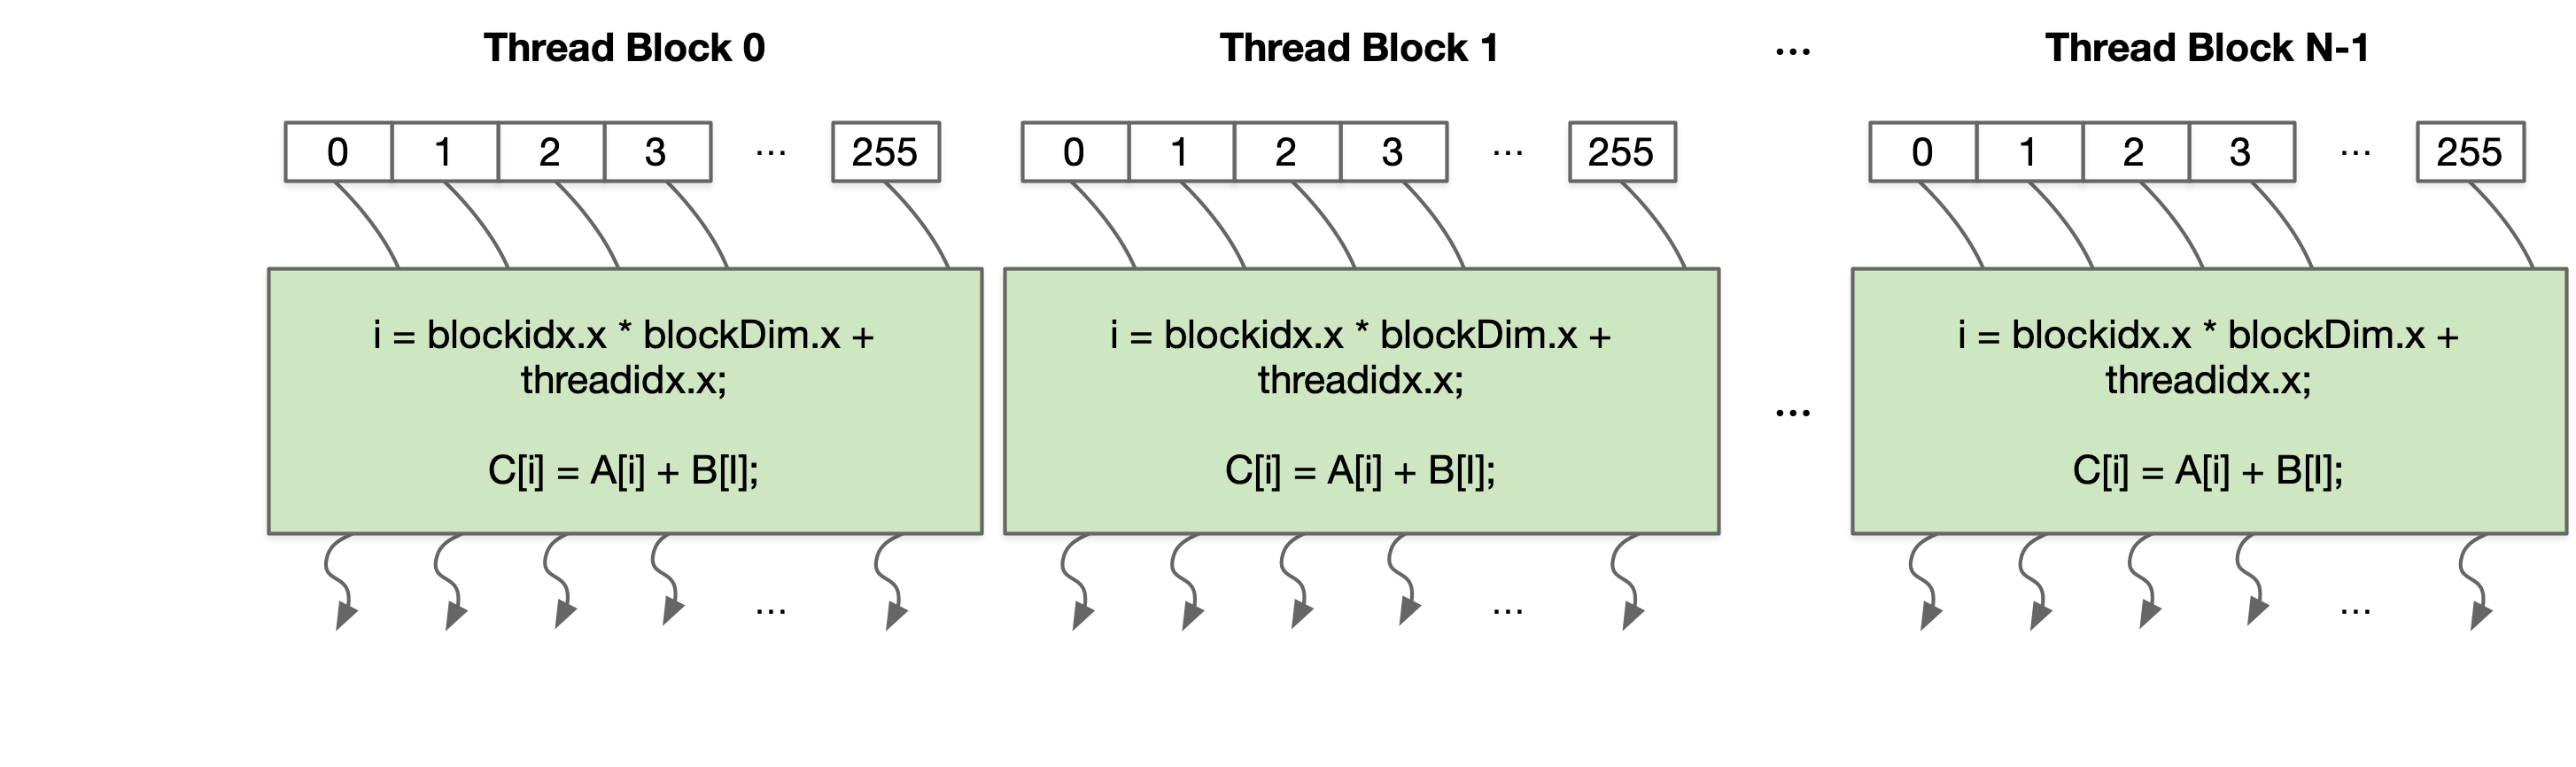 Thread Block 0 Thread Block 1 ... Thread Block N-1
0 1 2 3 ... 255 0 1 2 3 ... 255 0 1 2 3 ... 255
i = blockidx.x * blockDim.x +
threadidx.x;
C[i] = A[i] + B[I];
i = blockidx.x * blockDim.x +
threadidx.x;
C[i] = A[i] + B[I];
...
i = blockidx.x * blockDim.x +
threadidx.x;
C[i] = A[i] + B[I];
... ... ...